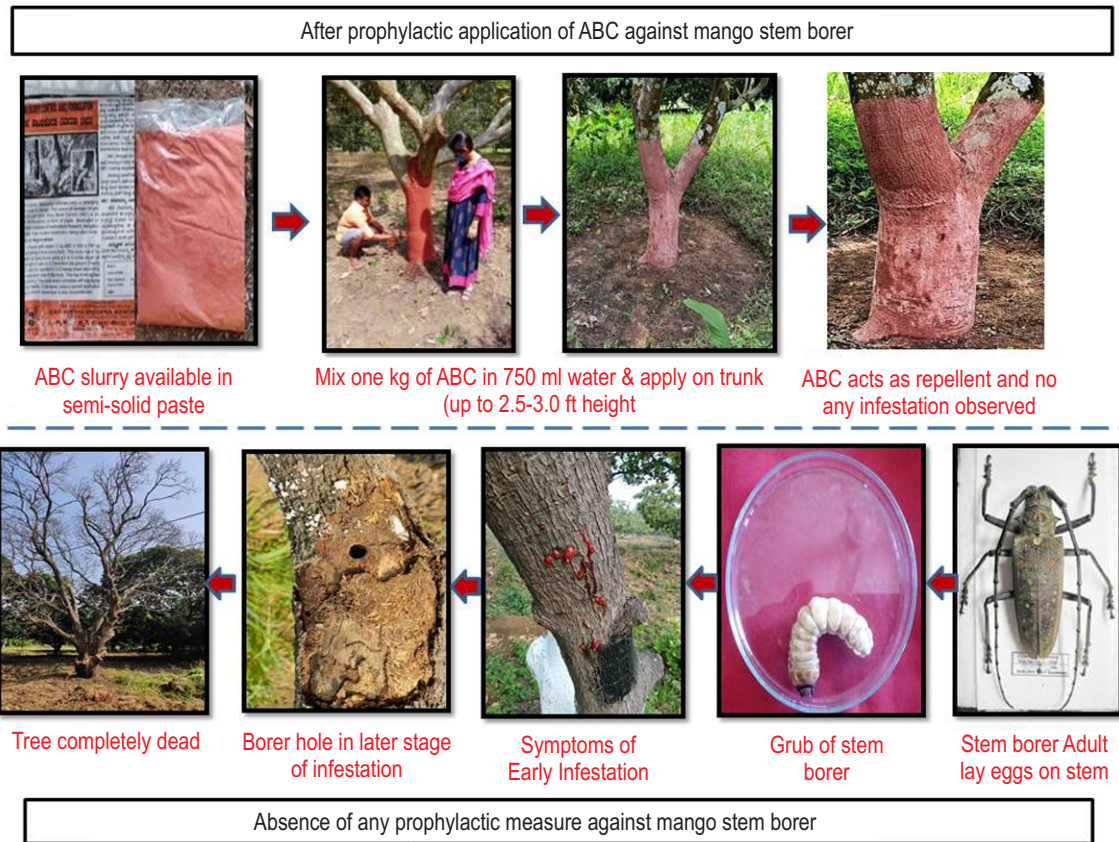 After prophylactic application of ABC against mango stem borer
ABC slurry available in
semi-solid paste
Mix one kg of ABC in 750 ml water & apply on trunk
(up to 2.5-3.0 ft height
ABC acts as repellent and no
any infestation observed
Tree completely dead
Borer hole in later stage
of infestation
Symptoms of
Early Infestation
Grub of stem
borer
Stem borer Adult
lay eggs on stem
Absence of any prophylactic measure against mango stem borer